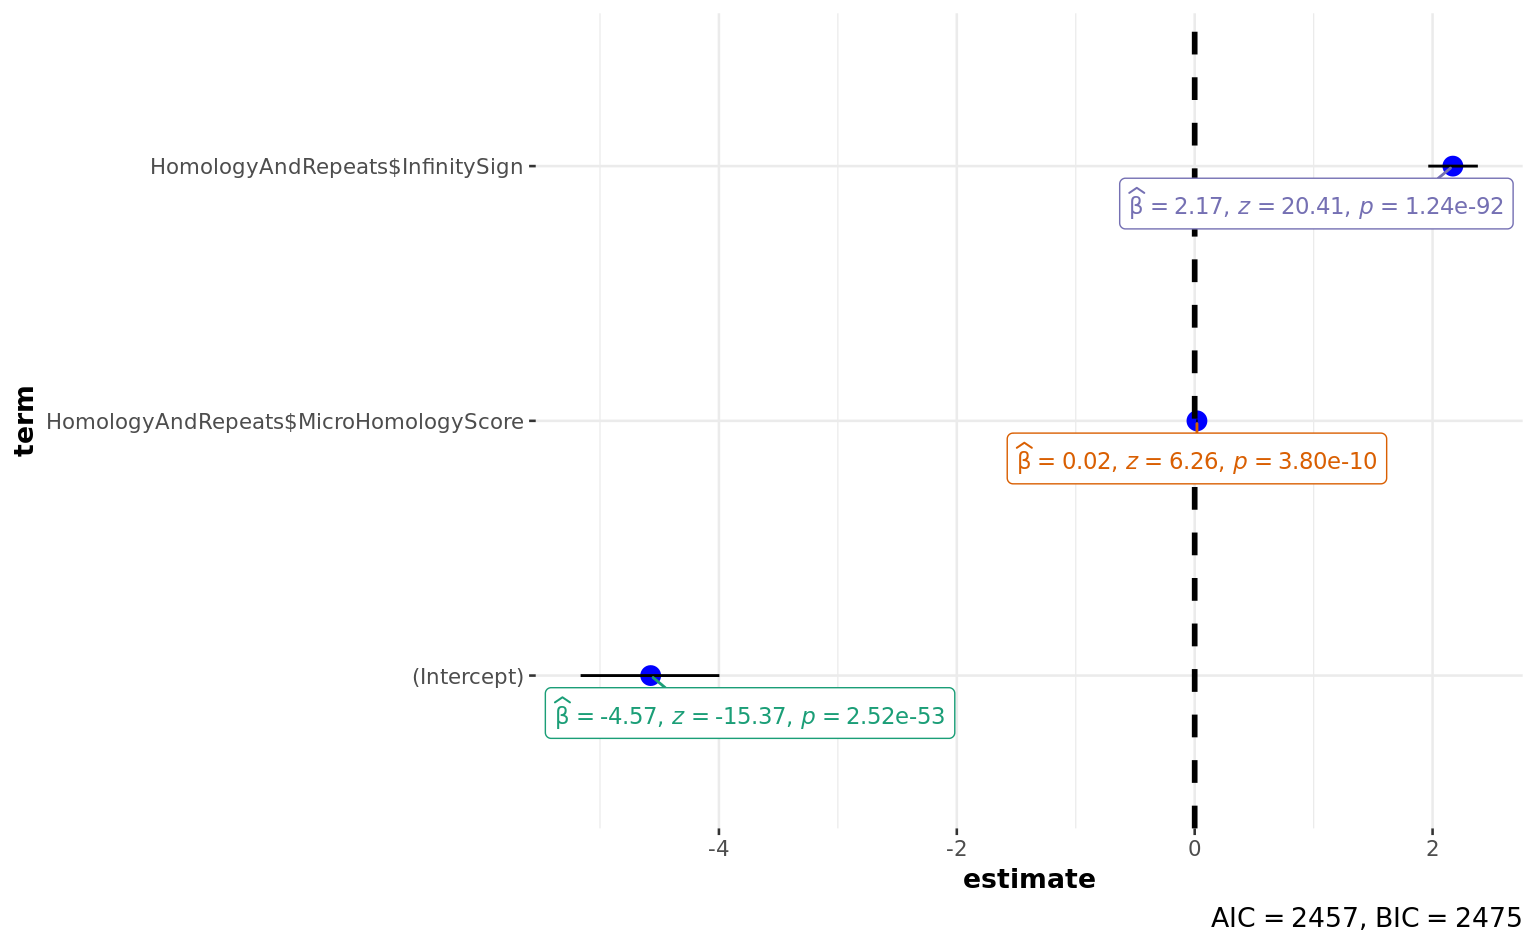 HomologyAndRepeats$InfinitySign
β̂ = 2.17, z = 20.41, p = 1.24e-92
term
HomologyAndRepeats$MicroHomologyScore
β̂ = 0.02, z = 6.26, p = 3.80e-10
(Intercept)
β̂ = -4.57, z = -15.37, p = 2.52e-53
-4 -2 0 2
estimate
AIC = 2457, BIC = 2475